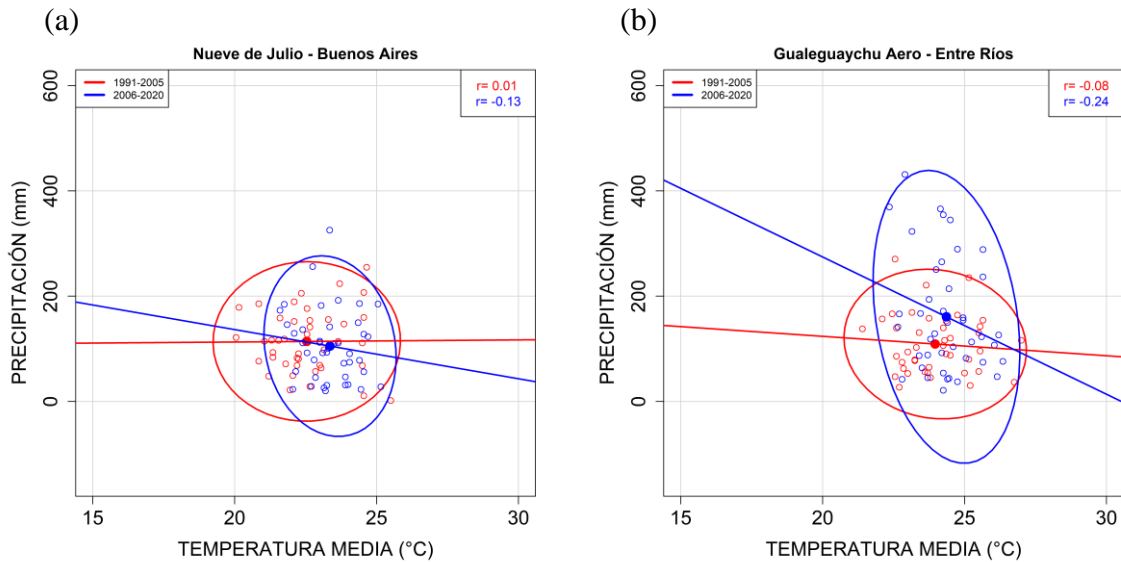 (a)
Nueve de Julio - Buenos Aires
1991-2005
2006-2020
r= 0.01
r= -0.13
600
400
200
0
PRECIPITACIÓN (mm)
15 20 25 30
TEMPERATURA MEDIA (°C)
(b)
Gualeguaychu Aero - Entre Ríos
1991-2005
2006-2020
r= -0.08
r= -0.24
600
400
200
0
PRECIPITACIÓN (mm)
15 20 25 30
TEMPERATURA MEDIA (°C)